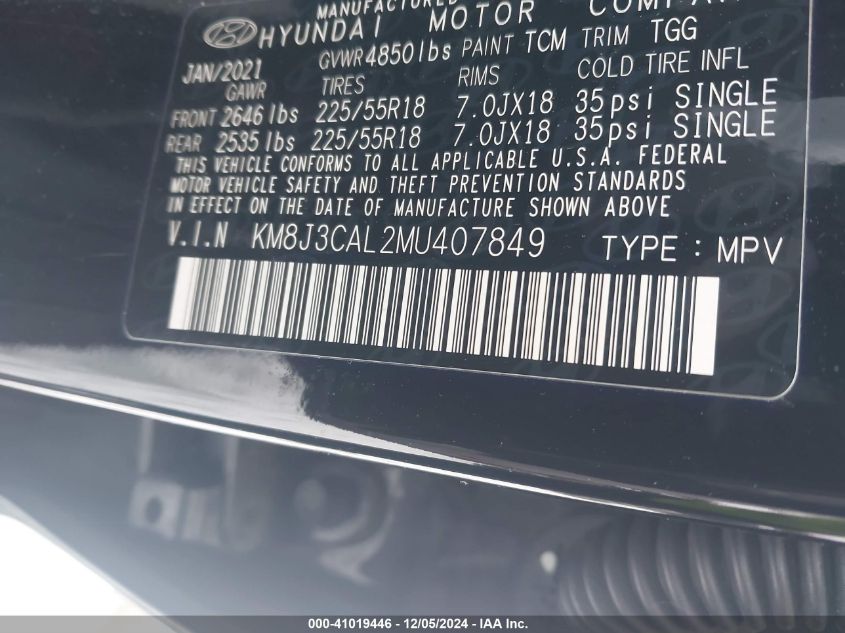 MANUFACTURED
HYUNDAI MOTOR COMPA
JAN/2021 GVWR 4850lbs PAINT TCM TRIM TGG
GAWR TIRES RIMS COLD TIRE INFL
FRONT 2646 lbs 225/55R18 7.0JX18 35psi SINGLE
REAR 2535 lbs 225/55R18 7.0JX18 35psi SINGLE
THIS VEHICLE CONFORMS TO ALL APPLICABLE U.S.A. FEDERAL
MOTOR VEHICLE SAFETY AND THEFT PREVENTION STANDARDS
IN EFFECT ON THE DATE OF MANUFACTURE SHOWN ABOVE
V.I.N KM8J3CAL2MU407849 TYPE : MPV
000-41019446 - 12/05/2024 - IAA Inc.